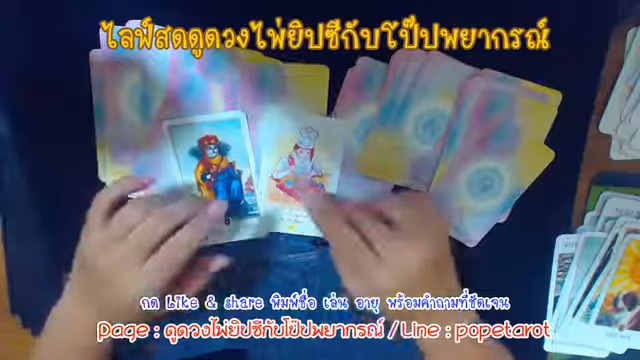 ไลฟ์สดดูดวงไพ่ยิปซีกับโป๊ปพยากรณ์
กด Like & share พิมพ์ชื่อ เล่น อายุ พร้อมคำถามที่ชัดเจน
Page : ดูดวงไพ่ยิปซีกับโป๊ปพยากรณ์ / Line : popetarot